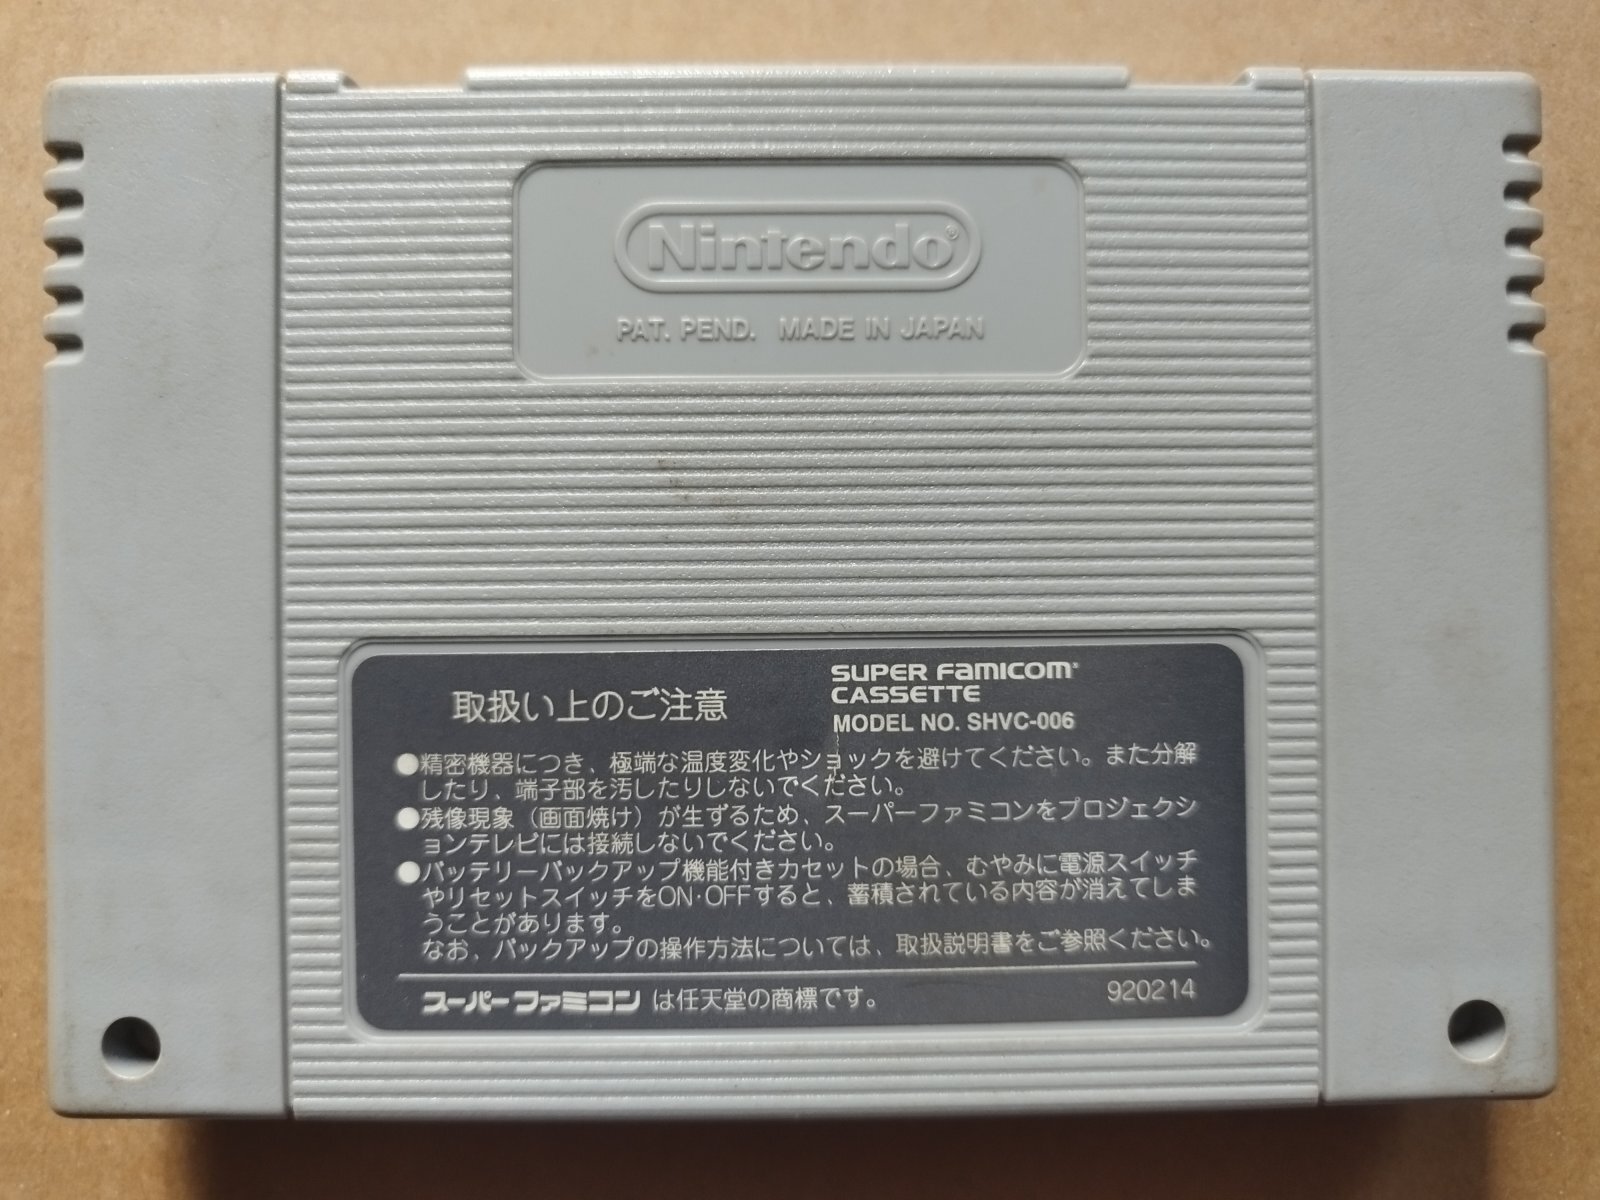 Nintendo®
PAT. PEND. MADE IN JAPAN
取扱い上のご注意
SUPER FAMICOM
CASSETTE
MODEL NO. SHVC-006
●精密機器につき、極端な温度変化やショックを避けてください。また分解
したり、端子部を汚したりしないでください。
●残像現象（画面焼け）が生ずるため、スーパーファミコンをプロジェクシ
ョンテレビには接続しないでください。
●バッテリーバックアップ機能付きカセットの場合、むやみに電源スイッチ
やリセットスイッチをON·OFFすると、蓄積されている内容が消えてしま
うことがあります。
なお、バックアップの操作方法については、取扱説明書をご参照ください。
スーパーファミコン は任天堂の商標です。
920214